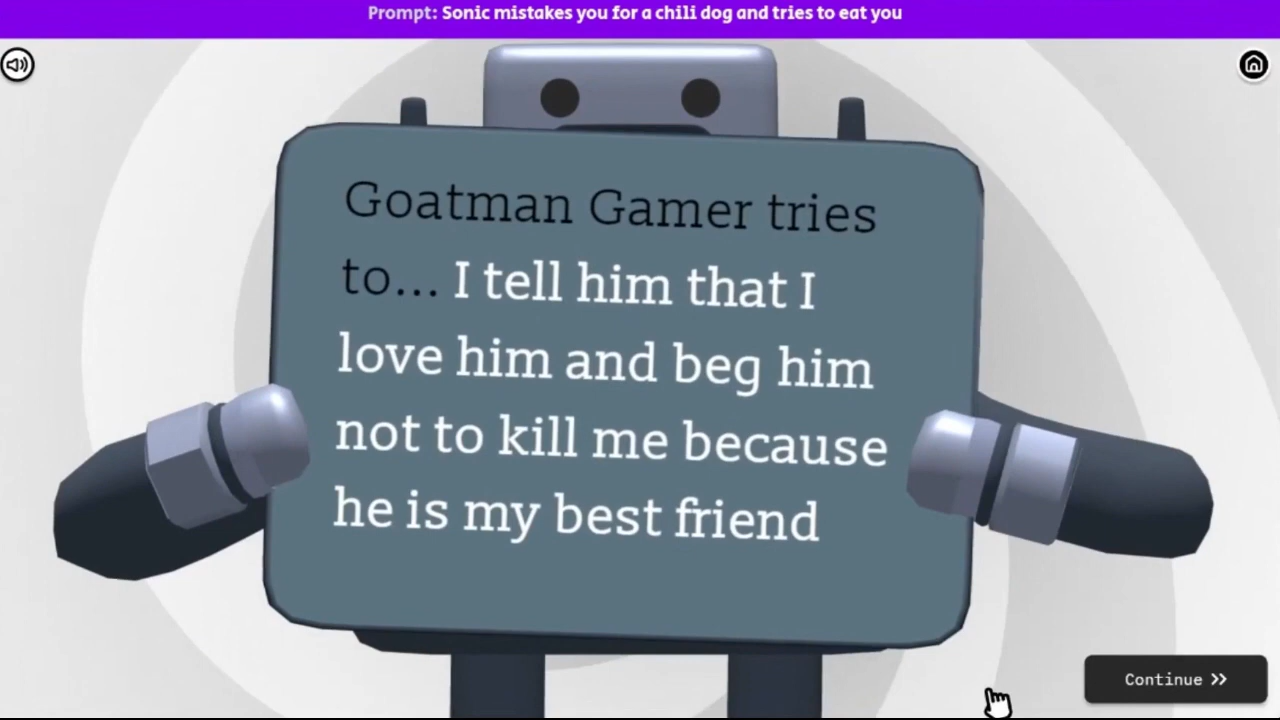 Prompt: Sonic mistakes you for a chili dog and tries to eat you
Goatman Gamer tries
to... I tell him that I
love him and beg him
not to kill me because
he is my best friend
Continue >>